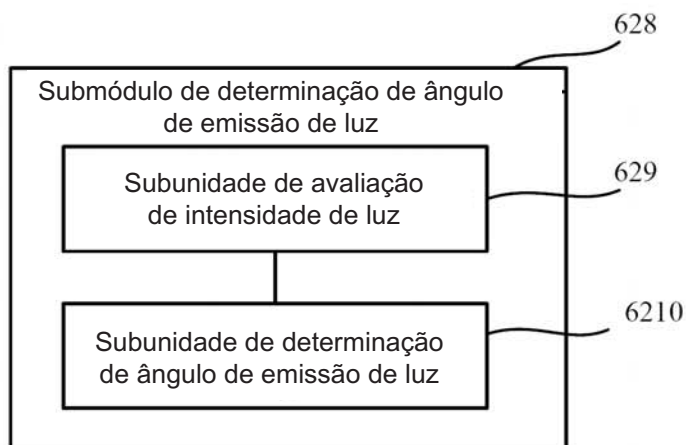 628
Submódulo de determinação de ângulo
de emissão de luz
Subunidade de avaliação
de intensidade de luz
629
Subunidade de determinação
de ângulo de emissão de luz
6210